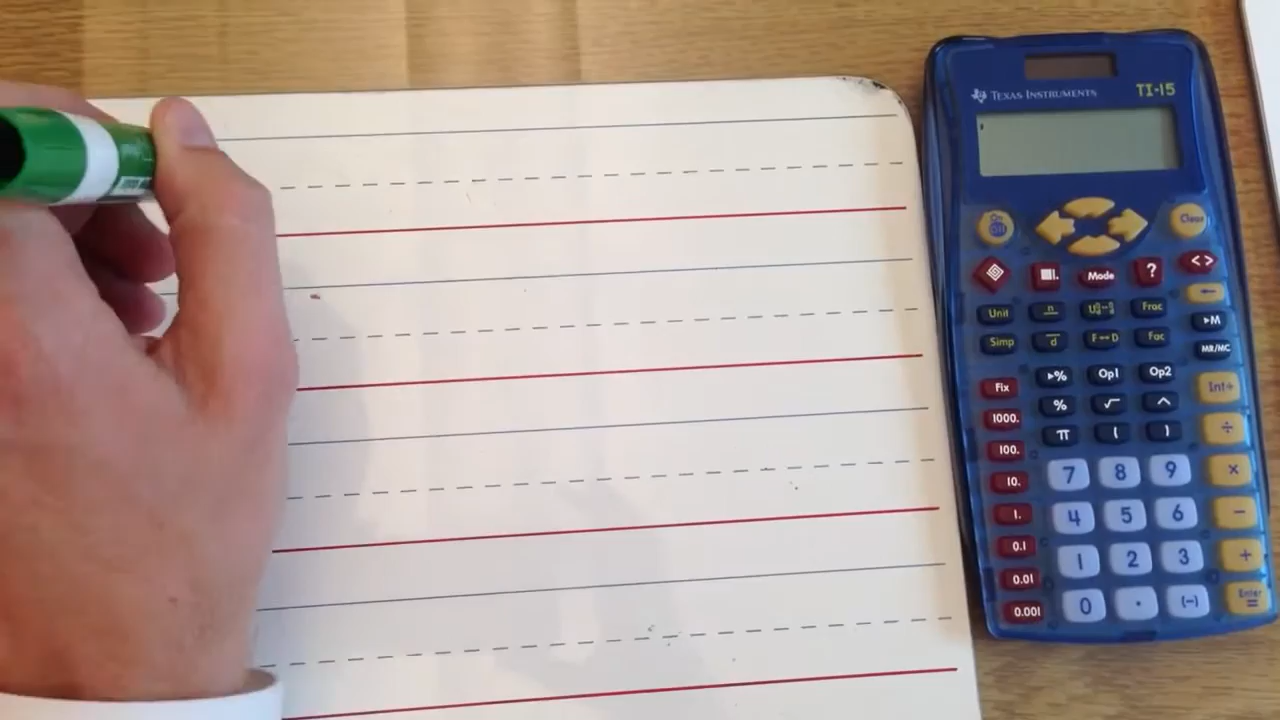 TEXAS INSTRUMENTS TI-15
On Off Clear
Mode ? < >
Unit n Frac
Simp d F↔D Fac ▸M
MR/MC
Fix ▸% Op1 Op2 Int÷
1000. % √ ^ ÷
100. π ( )
10. 7 8 9 ×
1. 4 5 6 −
0.1 1 2 3 +
0.01 0 . (−) Enter =
0.001